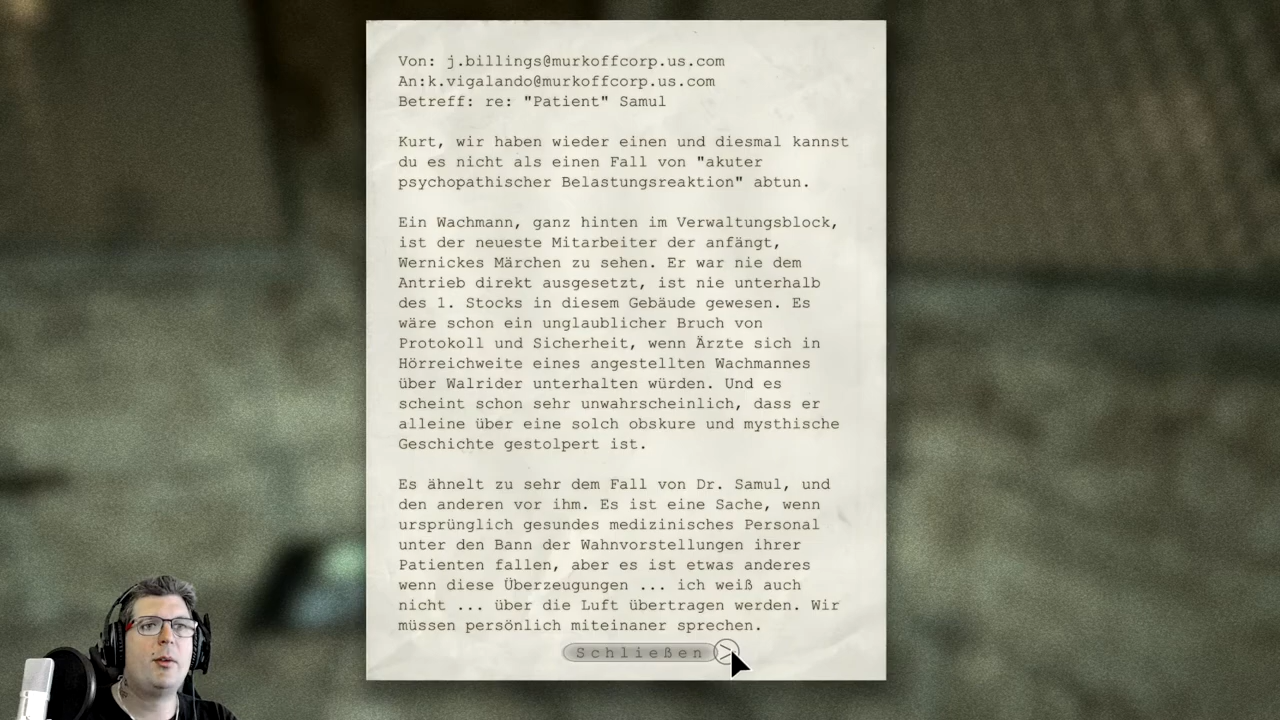 Von: j.billings@murkoffcorp.us.com
An:k.vigalando@murkoffcorp.us.com
Betreff: re: "Patient" Samul
Kurt, wir haben wieder einen und diesmal kannst
du es nicht als einen Fall von "akuter
psychopathischer Belastungsreaktion" abtun.
Ein Wachmann, ganz hinten im Verwaltungsblock,
ist der neueste Mitarbeiter der anfängt,
Wernickes Märchen zu sehen. Er war nie dem
Antrieb direkt ausgesetzt, ist nie unterhalb
des 1. Stocks in diesem Gebäude gewesen. Es
wäre schon ein unglaublicher Bruch von
Protokoll und Sicherheit, wenn Ärzte sich in
Hörreichweite eines angestellten Wachmannes
über Walrider unterhalten würden. Und es
scheint schon sehr unwahrscheinlich, dass er
alleine über eine solch obskure und mysthische
Geschichte gestolpert ist.
Es ähnelt zu sehr dem Fall von Dr. Samul, und
den anderen vor ihm. Es ist eine Sache, wenn
ursprünglich gesundes medizinisches Personal
unter den Bann der Wahnvorstellungen ihrer
Patienten fallen, aber es ist etwas anderes
wenn diese Überzeugungen ... ich weiß auch
nicht ... über die Luft übertragen werden. Wir
müssen persönlich miteinaner sprechen.
Schließen >